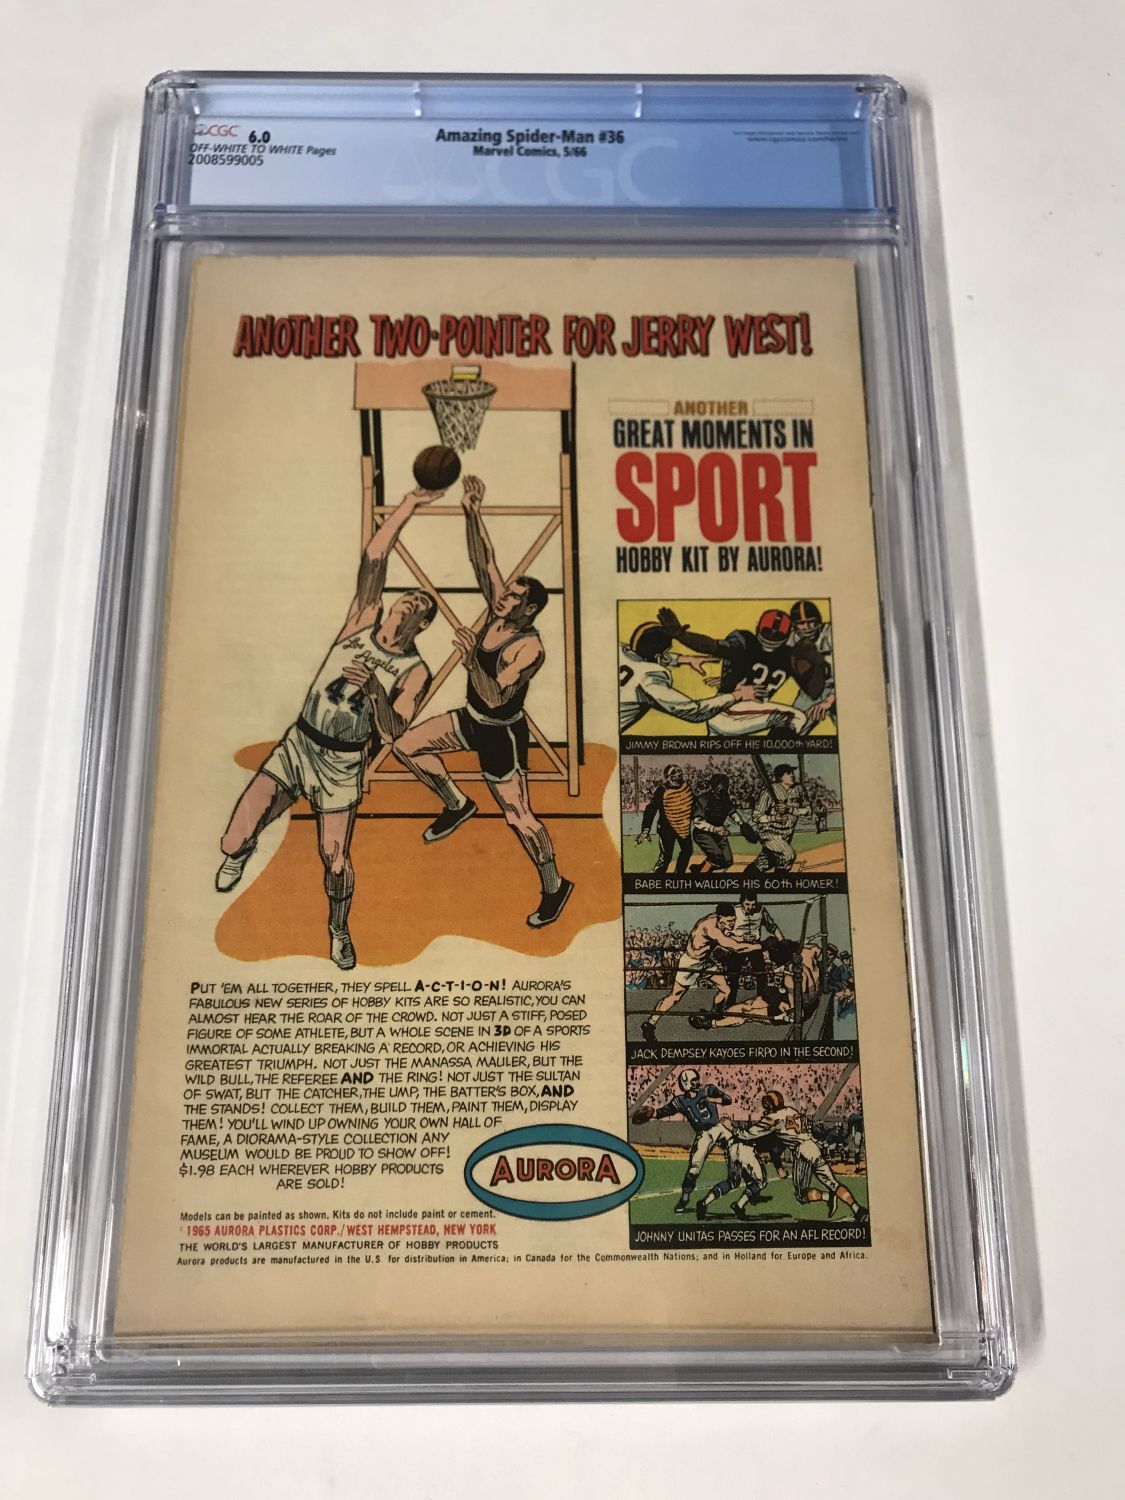 CGC 6.0
OFF-WHITE TO WHITE Pages
2008599005
Amazing Spider-Man #36
Marvel Comics, 5/66
CGC
ANOTHER TWO-POINTER FOR JERRY WEST!
ANOTHER
GREAT MOMENTS IN
SPORT
HOBBY KIT BY AURORA!
Los Angeles
44
32
JIMMY BROWN RIPS OFF HIS 10,000th YARD!
BABE RUTH WALLOPS HIS 60th HOMER!
JACK DEMPSEY KAYOES FIRPO IN THE SECOND!
19
JOHNNY UNITAS PASSES FOR AN AFL RECORD!
PUT 'EM ALL TOGETHER, THEY SPELL A-C-T-I-O-N! AURORA'S
FABULOUS NEW SERIES OF HOBBY KITS ARE SO REALISTIC, YOU CAN
ALMOST HEAR THE ROAR OF THE CROWD. NOT JUST A STIFF, POSED
FIGURE OF SOME ATHLETE, BUT A WHOLE SCENE IN 3D OF A SPORTS
IMMORTAL ACTUALLY BREAKING A RECORD, OR ACHIEVING HIS
GREATEST TRIUMPH. NOT JUST THE MANASSA MAULER, BUT THE
WILD BULL, THE REFEREE AND THE RING! NOT JUST THE SULTAN
OF SWAT, BUT THE CATCHER, THE UMP, THE BATTER'S BOX, AND
THE STANDS! COLLECT THEM, BUILD THEM, PAINT THEM, DISPLAY
THEM! YOU'LL WIND UP OWNING YOUR OWN HALL OF
FAME, A DIORAMA-STYLE COLLECTION ANY
MUSEUM WOULD BE PROUD TO SHOW OFF!
$1.98 EACH WHEREVER HOBBY PRODUCTS
ARE SOLD!
AURORA
Models can be painted as shown. Kits do not include paint or cement.
© 1965 AURORA PLASTICS CORP./WEST HEMPSTEAD, NEW YORK
THE WORLD'S LARGEST MANUFACTURER OF HOBBY PRODUCTS
Aurora products are manufactured in the U.S. for distribution in America; in Canada for the Commonwealth Nations; and in Holland for Europe and Africa.